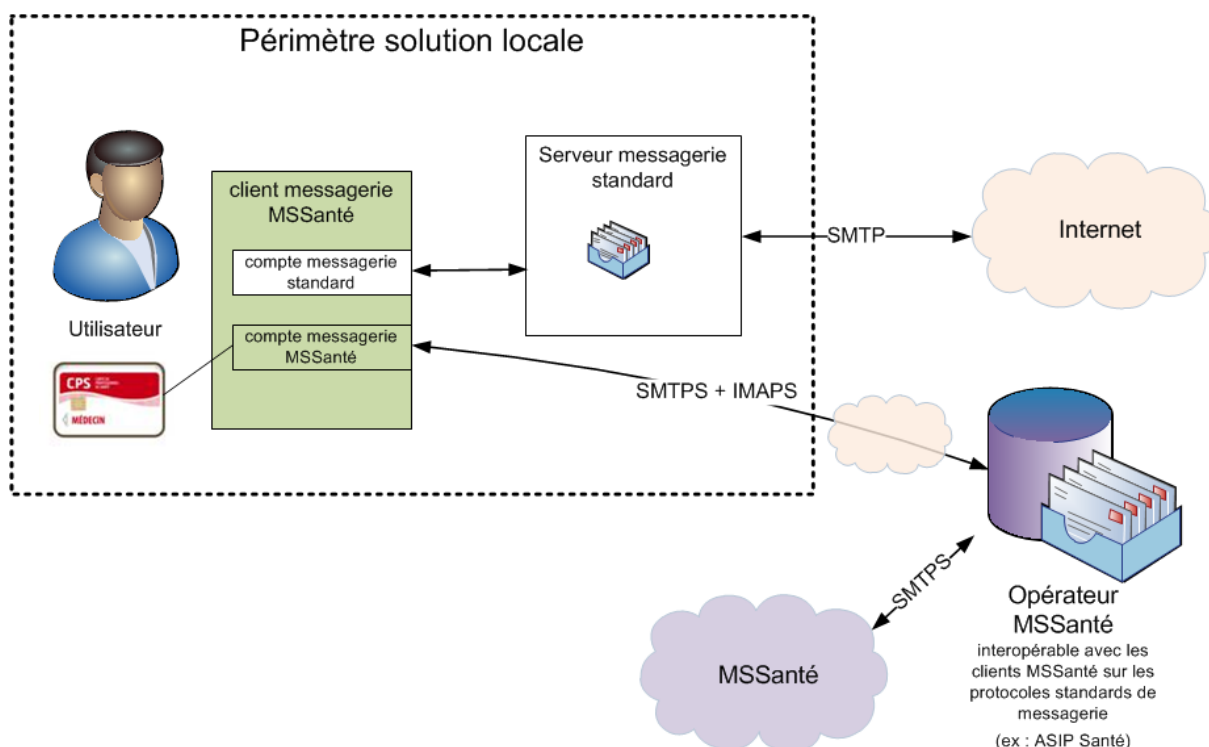 Périmètre solution locale
Utilisateur
CPS
MÉDECIN
client messagerie
MSSanté
compte messagerie
standard
compte messagerie
MSSanté
Serveur messagerie
standard
SMTP
Internet
SMTPS + IMAPS
SMTPS
MSSanté
Opérateur
MSSanté
interopérable avec les
clients MSSanté sur les
protocoles standards de
messagerie
(ex : ASIP Santé)